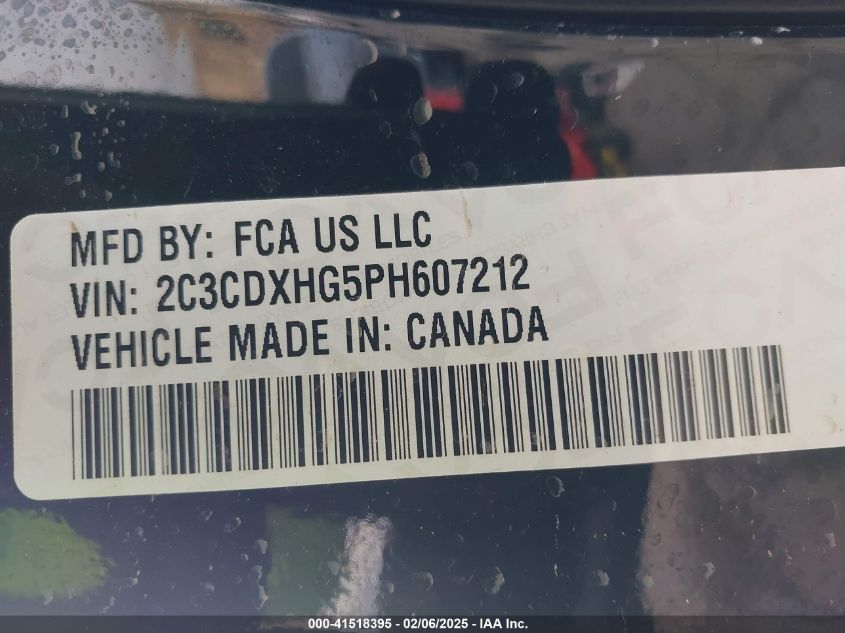 MFD BY: FCA US LLC
VIN: 2C3CDXHG5PH607212
VEHICLE MADE IN: CANADA
000-41518395 - 02/06/2025 - IAA Inc.